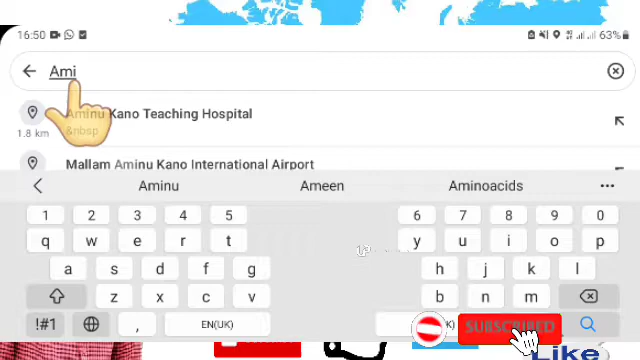 16:50
63%
Ami
Aminu Kano Teaching Hospital
1.8 km
&nbsp
Mallam Aminu Kano International Airport
Aminu Ameen Aminoacids
1 2 3 4 5 6 7 8 9 0
q w e r t y u i o p
a s d f g h j k l
z x c v b n m
!#1 , EN(UK)
SUBSCRIBED
Like